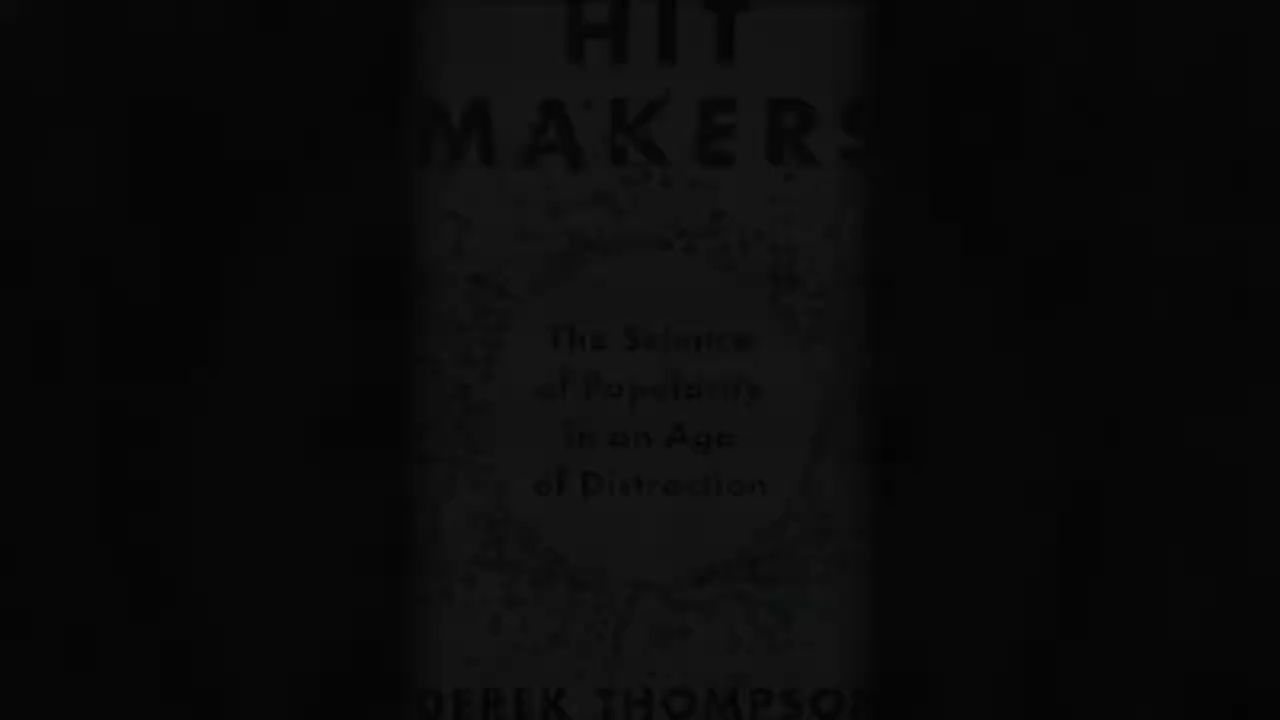 HIT
MAKERS
The Science
of Popularity
in an Age
of Distraction
DEREK THOMPSON